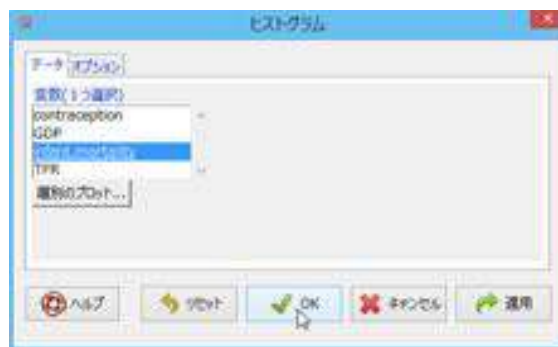 ヒストグラム
データ オプション
変数(1つ選択)
contraception
GDP
infant.mortality
TFR
層別のプロット...
ヘルプ リセット OK キャンセル 適用